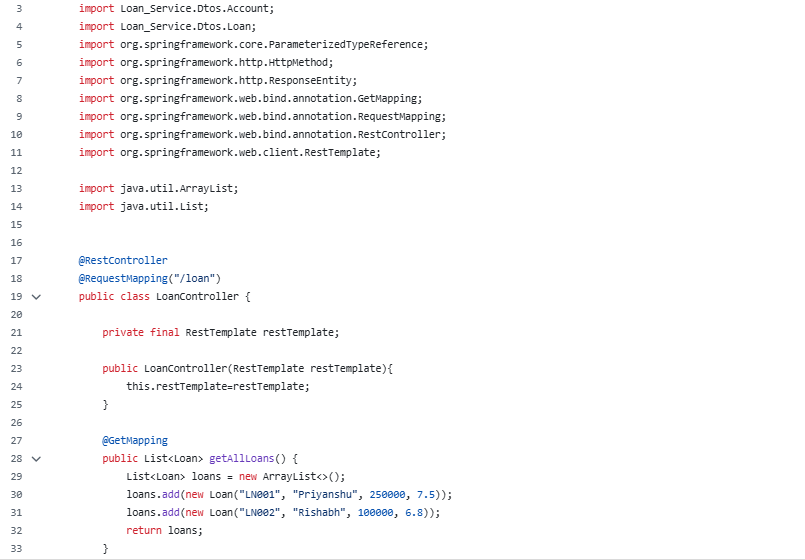 3 import Loan_Service.Dtos.Account;
4 import Loan_Service.Dtos.Loan;
5 import org.springframework.core.ParameterizedTypeReference;
6 import org.springframework.http.HttpMethod;
7 import org.springframework.http.ResponseEntity;
8 import org.springframework.web.bind.annotation.GetMapping;
9 import org.springframework.web.bind.annotation.RequestMapping;
10 import org.springframework.web.bind.annotation.RestController;
11 import org.springframework.web.client.RestTemplate;
12
13 import java.util.ArrayList;
14 import java.util.List;
15
16
17 @RestController
18 @RequestMapping("/loan")
19 public class LoanController {
20
21     private final RestTemplate restTemplate;
22
23     public LoanController(RestTemplate restTemplate){
24         this.restTemplate=restTemplate;
25     }
26
27     @GetMapping
28     public List<Loan> getAllLoans() {
29         List<Loan> loans = new ArrayList<>();
30         loans.add(new Loan("LN001", "Priyanshu", 250000, 7.5));
31         loans.add(new Loan("LN002", "Rishabh", 100000, 6.8));
32         return loans;
33     }